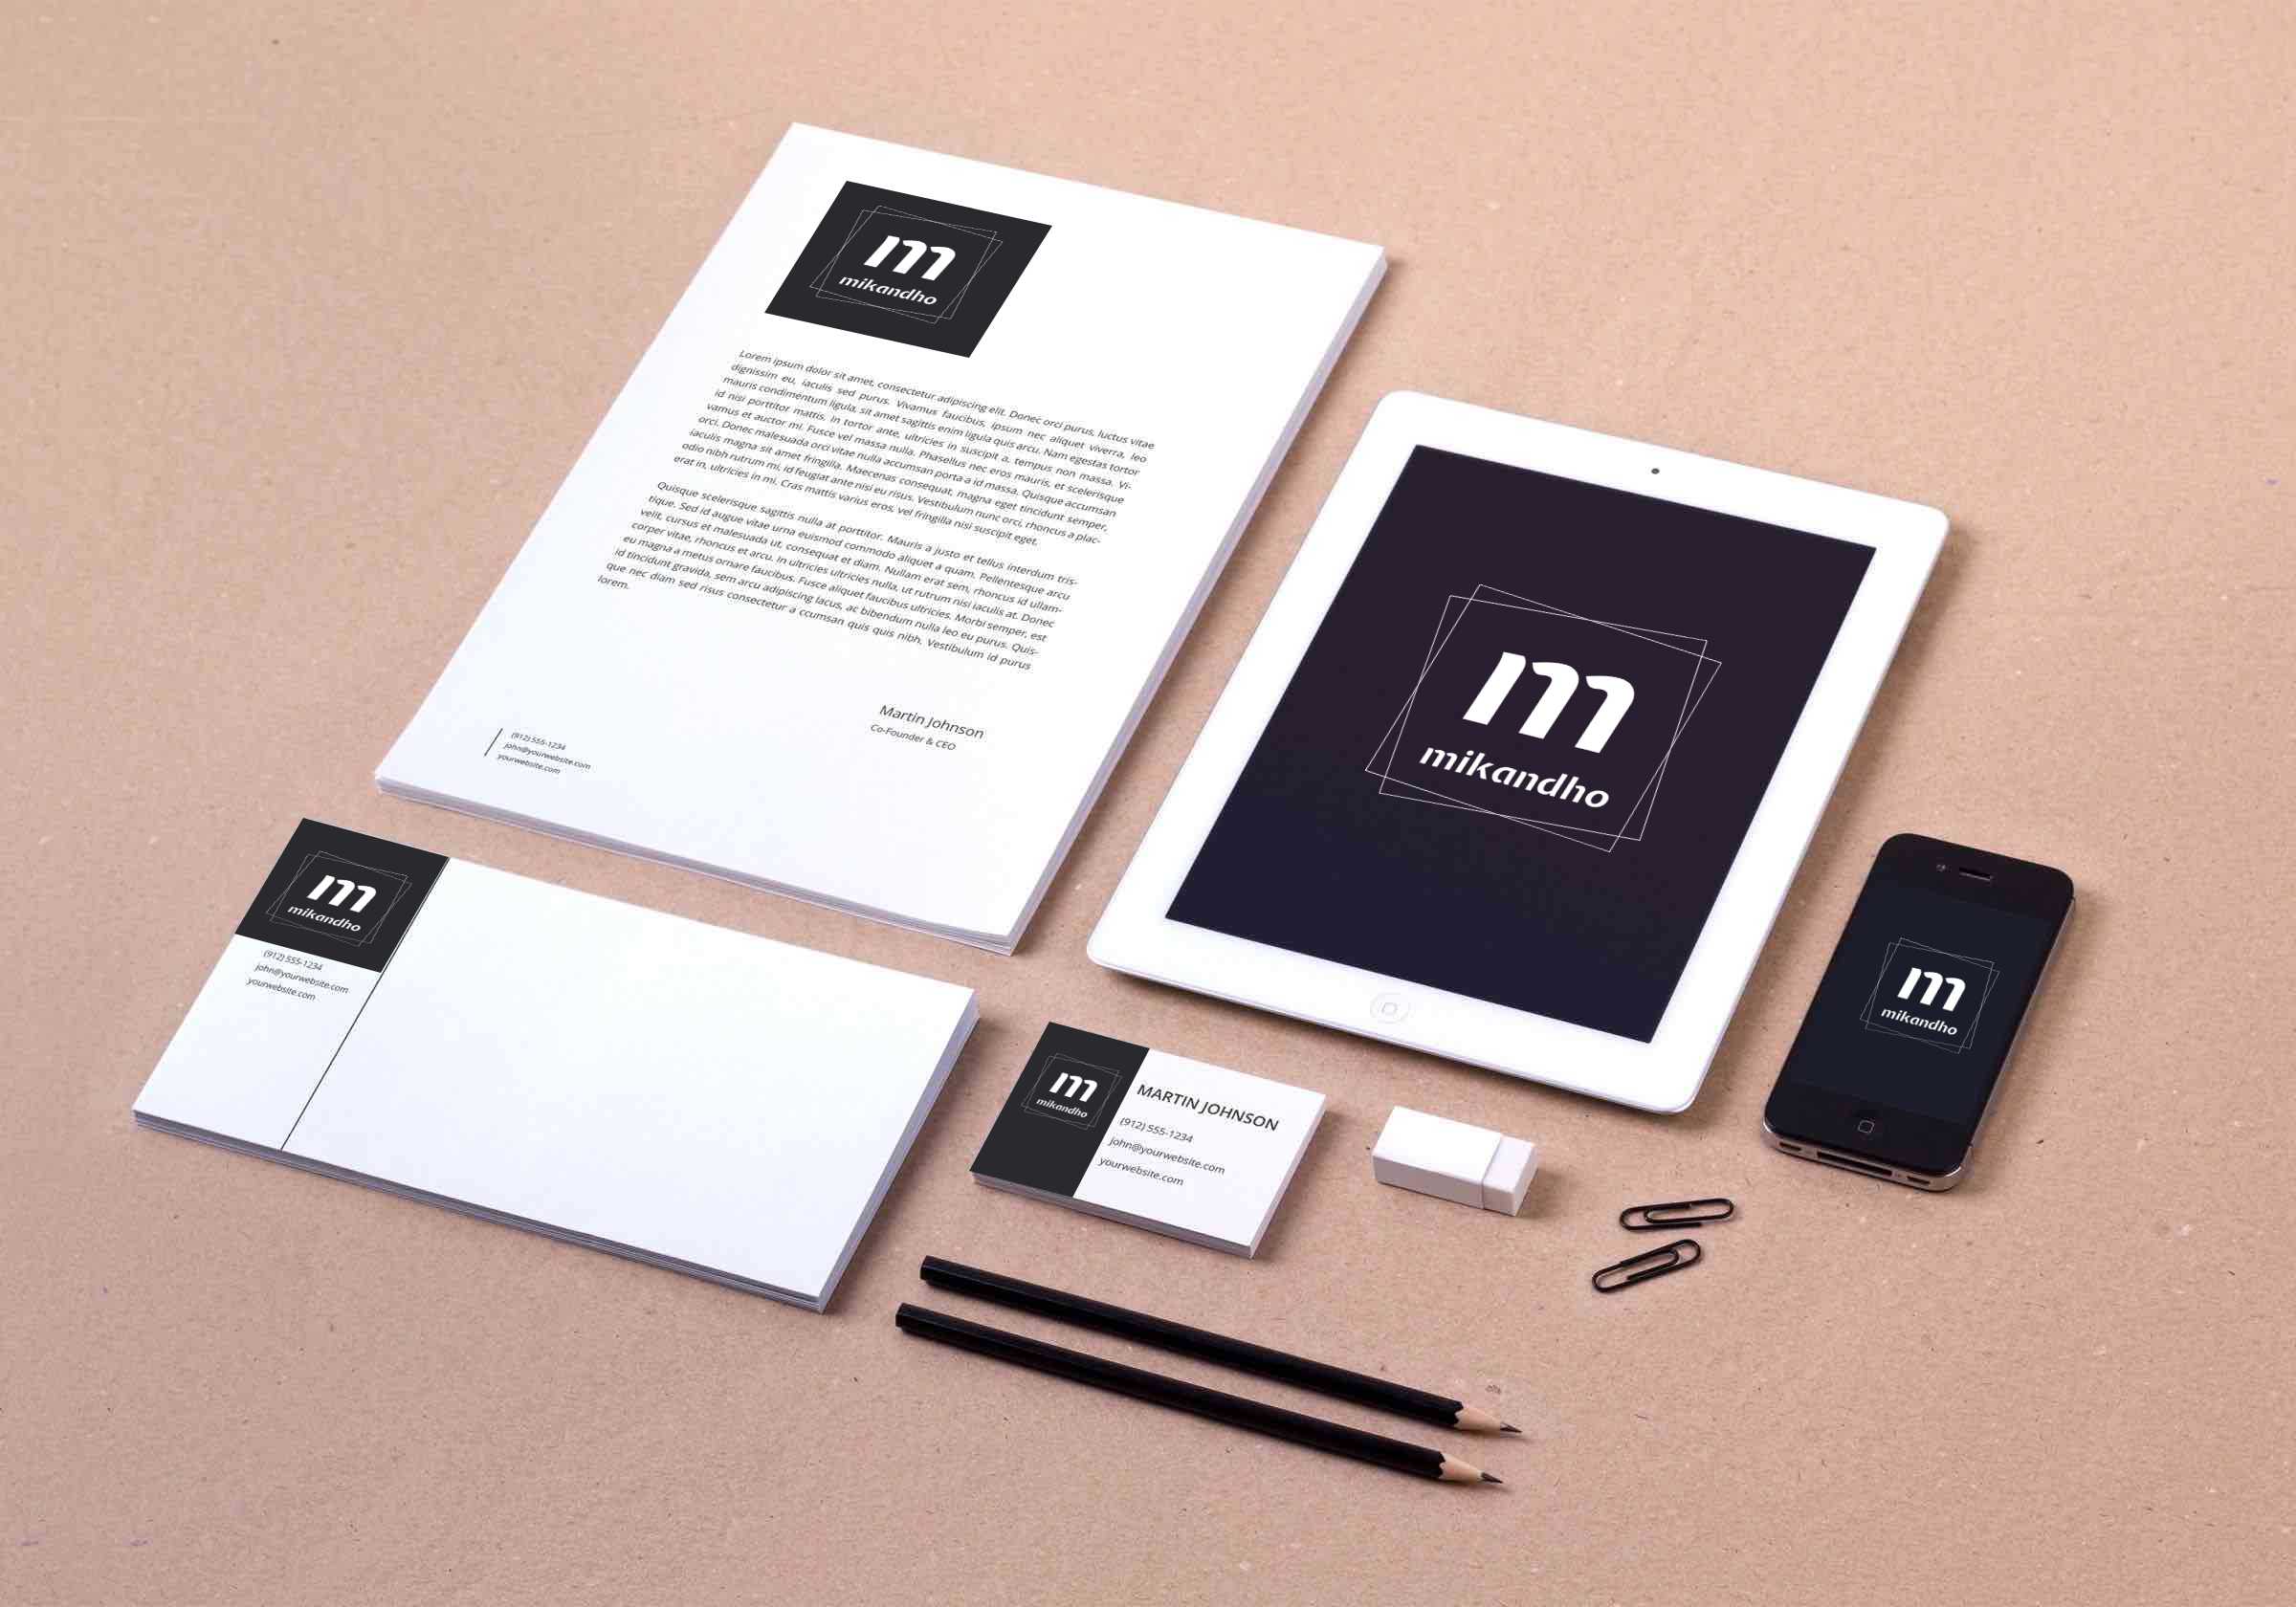 m
mikandho
Lorem ipsum dolor sit amet, consectetur adipiscing elit. Donec orci purus, luctus vitae
dignissim eu, iaculis sed purus. Vivamus faucibus, ipsum nec aliquet viverra, leo
mauris condimentum ligula, sit amet sagittis enim ligula quis arcu. Nam egestas tortor
id nisi porttitor mattis. In tortor ante, ultricies in suscipit a, tempus non massa. Vi-
vamus et auctor mi. Fusce vel massa nulla. Phasellus nec eros mauris, et scelerisque
orci. Donec malesuada orci vitae nulla accumsan porta a id massa. Quisque accumsan
iaculis magna sit amet fringilla. Maecenas consequat, magna eget tincidunt semper,
odio nibh rutrum mi, id feugiat ante nisi eu risus. Vestibulum nunc orci, rhoncus a plac-
erat in, ultricies in mi. Cras mattis varius eros, vel fringilla nisi suscipit eget.
Quisque scelerisque sagittis nulla at porttitor. Mauris a justo et tellus interdum tris-
tique. Sed id augue vitae urna euismod commodo aliquet a quam. Pellentesque arcu
velit, cursus et malesuada ut, consequat et diam. Nullam erat sem, rhoncus id ullam-
corper vitae, rhoncus et arcu. In ultricies ultricies nulla, ut rutrum nisi iaculis at. Donec
eu magna a metus ornare faucibus. Fusce aliquet faucibus ultricies. Morbi semper, est
id tincidunt gravida, sem arcu adipiscing lacus, ac bibendum nulla leo eu purus. Quis-
que nec diam sed risus consectetur a ccumsan quis quis nibh. Vestibulum id purus
lorem.
Martin Johnson
Co-Founder & CEO
(912) 555-1234
john@yourwebsite.com
yourwebsite.com
m
mikandho
m
mikandho
(912) 555-1234
john@yourwebsite.com
yourwebsite.com
m
mikandho
MARTIN JOHNSON
(912) 555-1234
john@yourwebsite.com
yourwebsite.com
m
mikandho